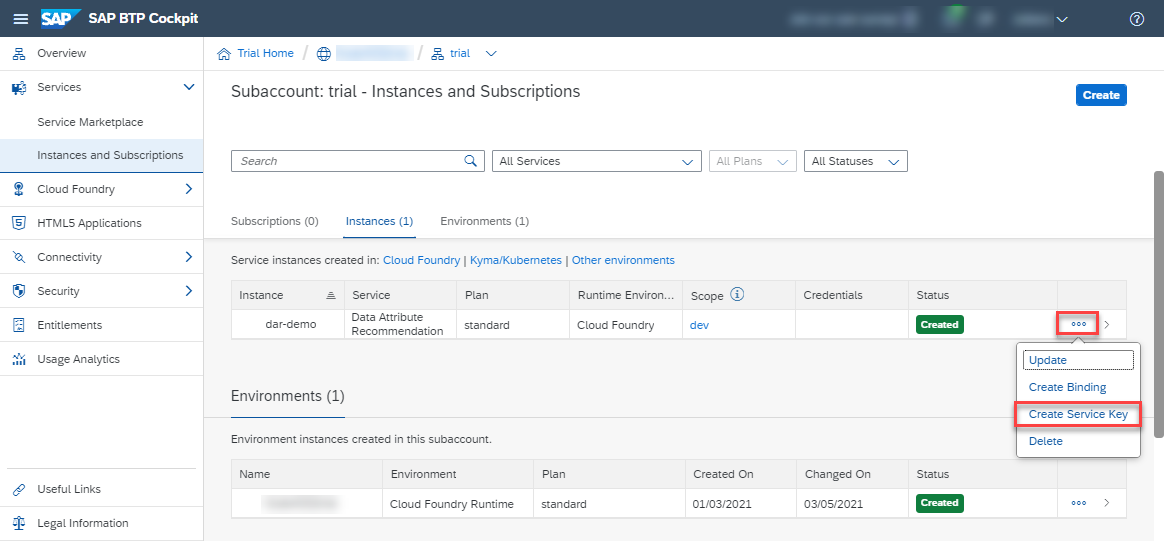 SAP SAP BTP Cockpit
Overview
Services
Service Marketplace
Instances and Subscriptions
Cloud Foundry
HTML5 Applications
Connectivity
Security
Entitlements
Usage Analytics
Useful Links
Legal Information
Trial Home / / trial
Subaccount: trial - Instances and Subscriptions
Create
Search All Services All Plans All Statuses
Subscriptions (0) Instances (1) Environments (1)
Service instances created in: Cloud Foundry | Kyma/Kubernetes | Other environments
Instance Service Plan Runtime Environ... Scope Credentials Status
dar-demo Data Attribute Recommendation standard Cloud Foundry dev Created
Update
Create Binding
Create Service Key
Delete
Environments (1)
Environment instances created in this subaccount.
Name Environment Plan Created On Changed On Status
Cloud Foundry Runtime standard 01/03/2021 03/05/2021 Created